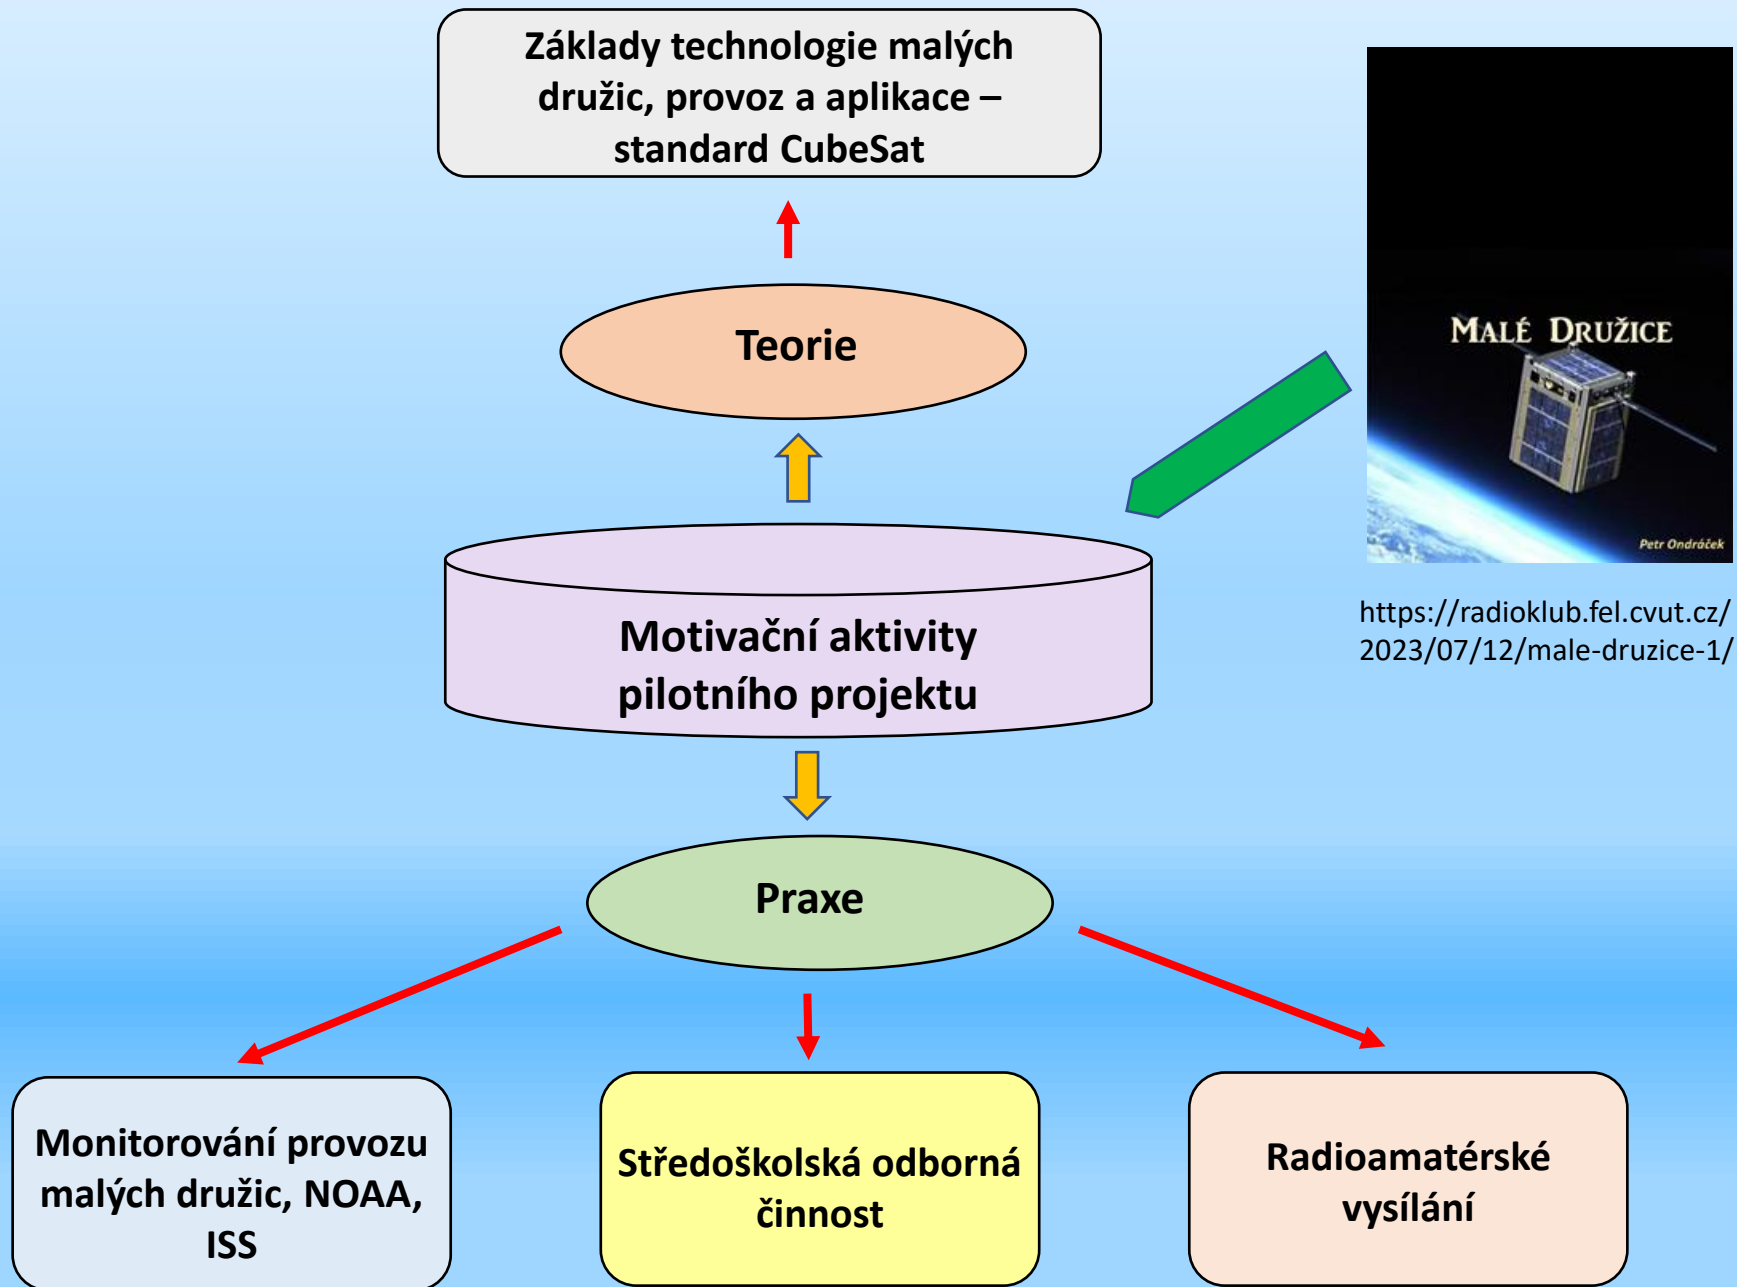 Základy technologie malých
družic, provoz a aplikace –
standard CubeSat
Teorie
MALÉ DRUŽICE
Petr Ondráček
https://radioklub.fel.cvut.cz/
2023/07/12/male-druzice-1/
Motivační aktivity
pilotního projektu
Praxe
Monitorování provozu
malých družic, NOAA,
ISS
Středoškolská odborná
činnost
Radioamatérské
vysílání